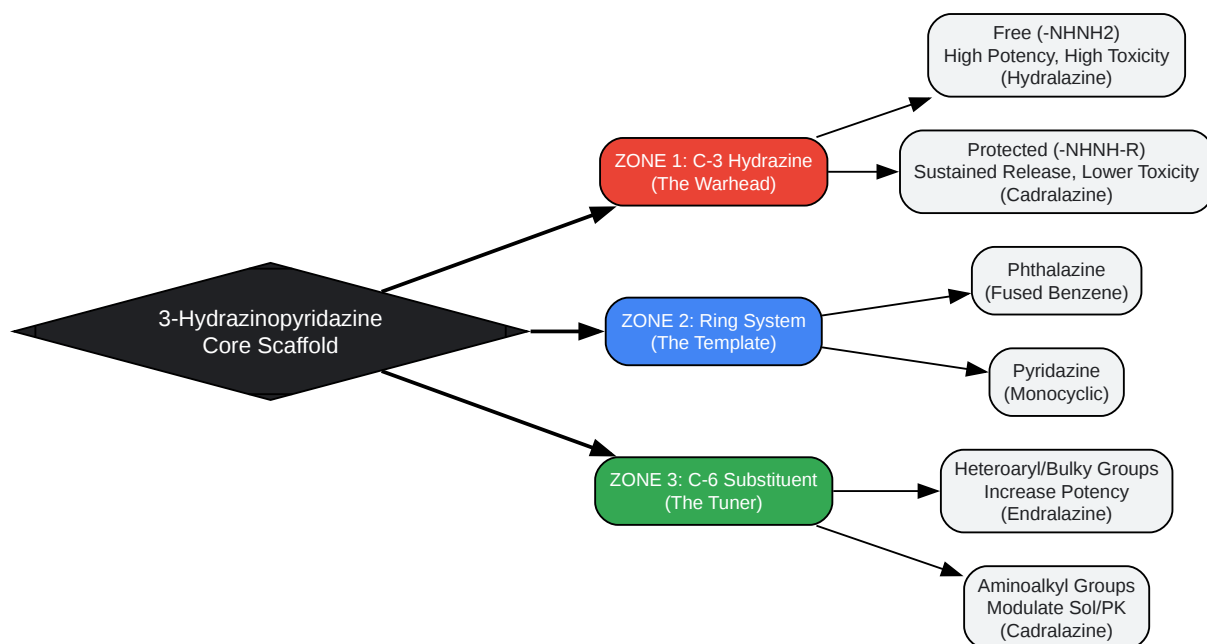 Free (-NHNH2)
High Potency, High Toxicity
(Hydralazine)
ZONE 1: C-3 Hydrazine
(The Warhead)
Protected (-NHNH-R)
Sustained Release, Lower Toxicity
(Cadralazine)
3-Hydrazinopyridazine
Core Scaffold
ZONE 2: Ring System
(The Template)
Phthalazine
(Fused Benzene)
Pyridazine
(Monocyclic)
ZONE 3: C-6 Substituent
(The Tuner)
Heteroaryl/Bulky Groups
Increase Potency
(Endralazine)
Aminoalkyl Groups
Modulate Sol/PK
(Cadralazine)